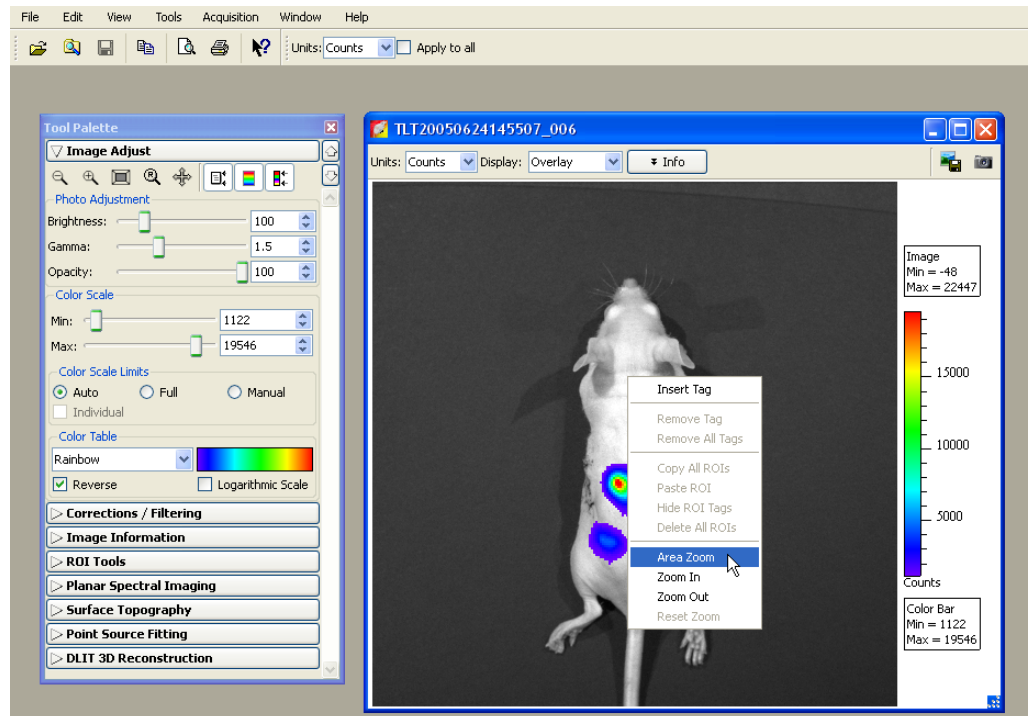 File Edit View Tools Acquisition Window Help
Units: Counts Apply to all
Tool Palette
Image Adjust
Photo Adjustment
Brightness: 100
Gamma: 1.5
Opacity: 100
Color Scale
Min: 1122
Max: 19546
Color Scale Limits
Auto Full Manual
Individual
Color Table
Rainbow
Reverse Logarithmic Scale
Corrections / Filtering
Image Information
ROI Tools
Planar Spectral Imaging
Surface Topography
Point Source Fitting
DLIT 3D Reconstruction
TLT20050624145507_006
Units: Counts Display: Overlay Info
Insert Tag
Remove Tag
Remove All Tags
Copy All ROIs
Paste ROI
Hide ROI Tags
Delete All ROIs
Area Zoom
Zoom In
Zoom Out
Reset Zoom
Image
Min = -48
Max = 22447
15000
10000
5000
Counts
Color Bar
Min = 1122
Max = 19546